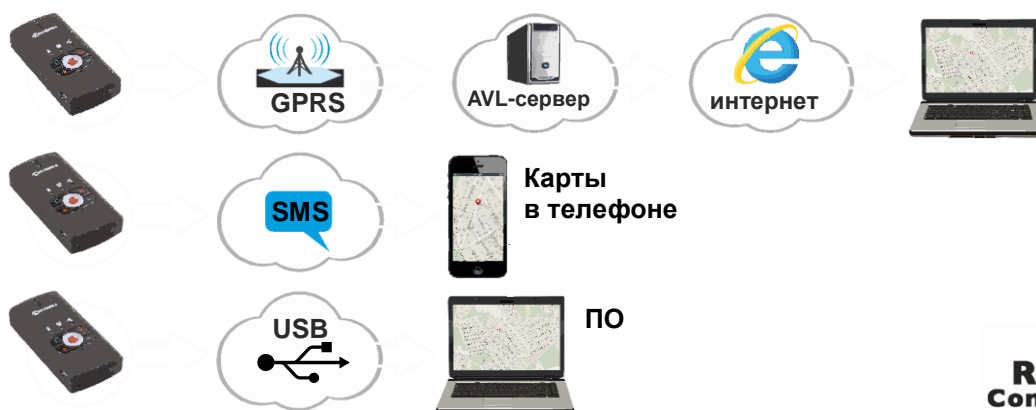 GPRS
AVL-сервер
интернет
SMS
Карты
в телефоне
USB
ПО